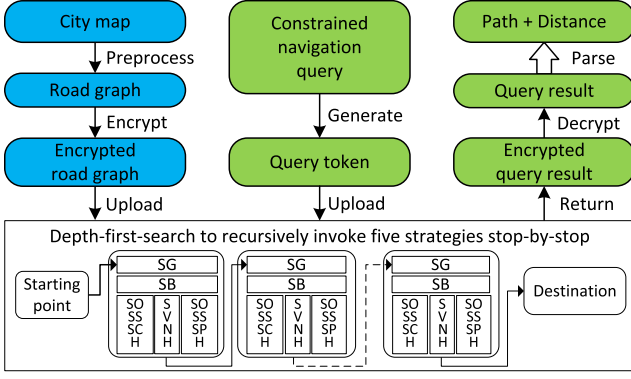 City map
Preprocess
Road graph
Encrypt
Encrypted
road graph
Upload
Constrained
navigation
query
Generate
Query token
Upload
Path + Distance
Parse
Query result
Decrypt
Encrypted
query result
Return
Depth-first-search to recursively invoke five strategies stop-by-stop
Starting
point
SG
SB
SO
SS
SC
H
S
V
N
H
SO
SS
SP
H
SG
SB
SO
SS
SC
H
S
V
N
H
SO
SS
SP
H
SG
SB
SO
SS
SC
H
S
V
N
H
SO
SS
SP
H
Destination